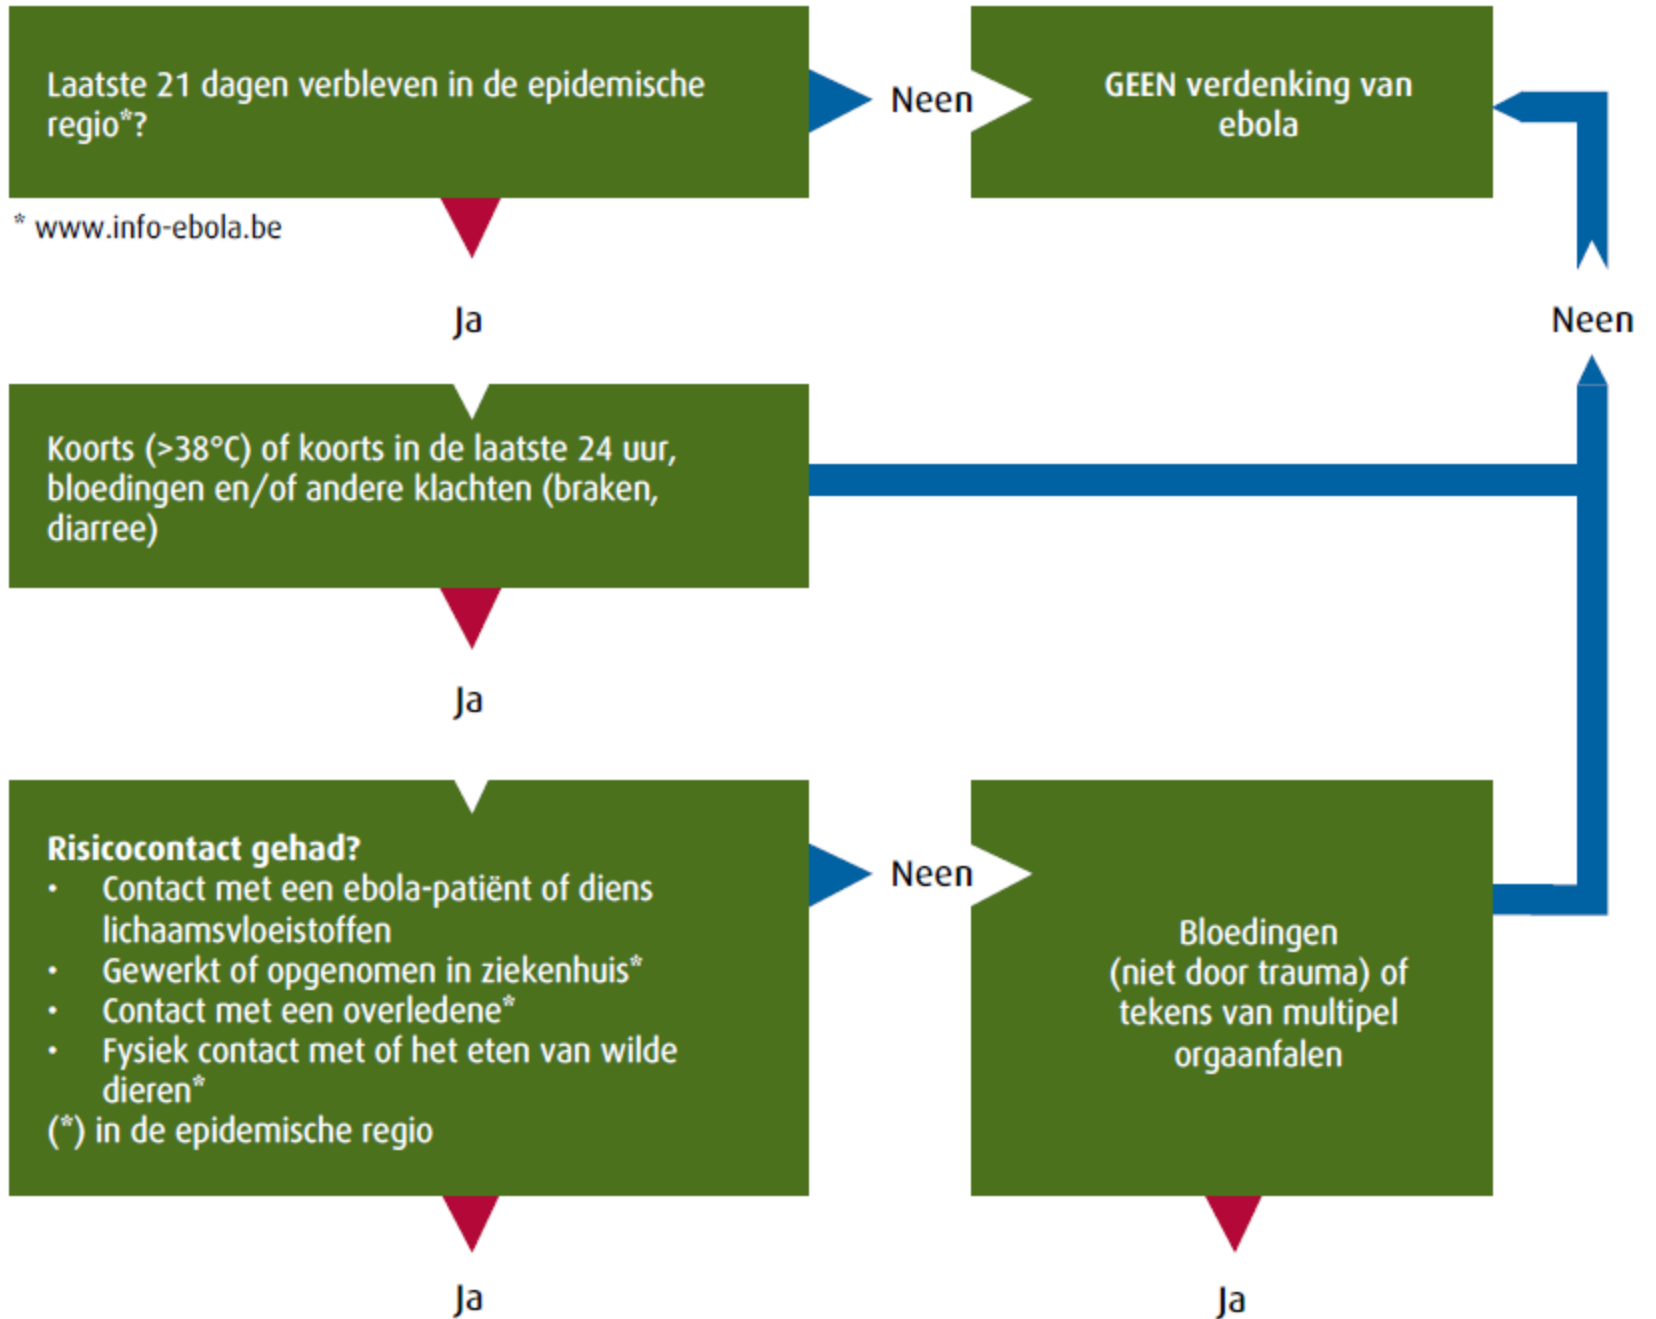 Laatste 21 dagen verbleven in de epidemische
regio*?
Neen
GEEN verdenking van
ebola
* www.info-ebola.be
Ja
Neen
Koorts (>38°C) of koorts in de laatste 24 uur,
bloedingen en/of andere klachten (braken,
diarree)
Ja
Risicocontact gehad?
• Contact met een ebola-patiënt of diens
lichaamsvloeistoffen
• Gewerkt of opgenomen in ziekenhuis*
• Contact met een overledene*
• Fysiek contact met of het eten van wilde
dieren*
(*) in de epidemische regio
Neen
Bloedingen
(niet door trauma) of
tekens van multipel
orgaanfalen
Ja
Ja